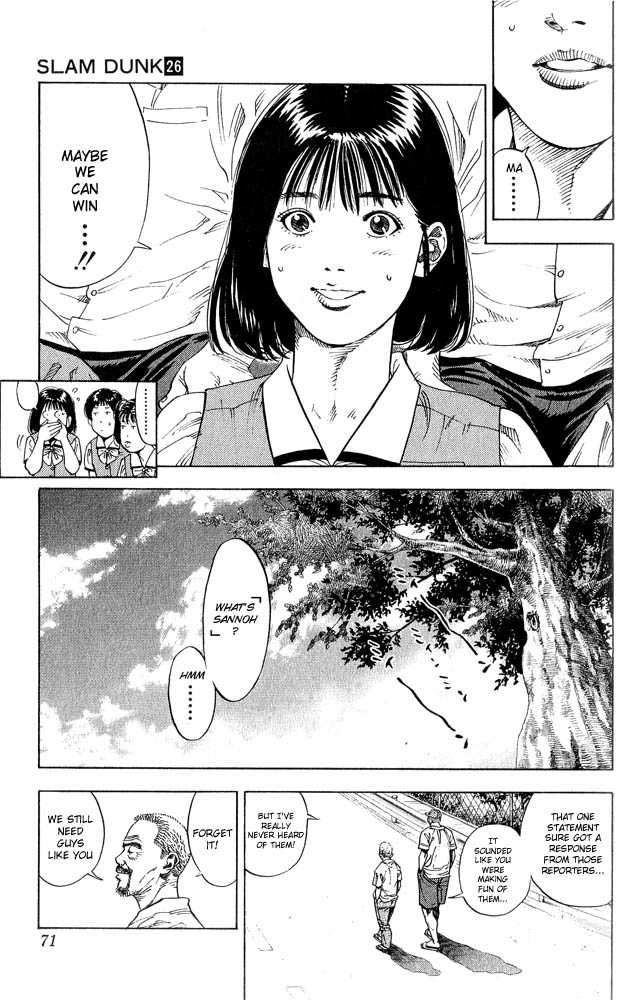 SLAM DUNK 26
MA
......
MAYBE
WE
CAN
WIN
...
!!
........
「WHAT'S
SANNOH
?」
HMM
......
THAT ONE
STATEMENT
SURE GOT A
RESPONSE
FROM THOSE
REPORTERS...
IT
SOUNDED
LIKE YOU
WERE
MAKING
FUN OF
THEM...
BUT I'VE
REALLY
NEVER HEARD
OF THEM!
FORGET
IT!
WE STILL
NEED
GUYS
LIKE YOU
71